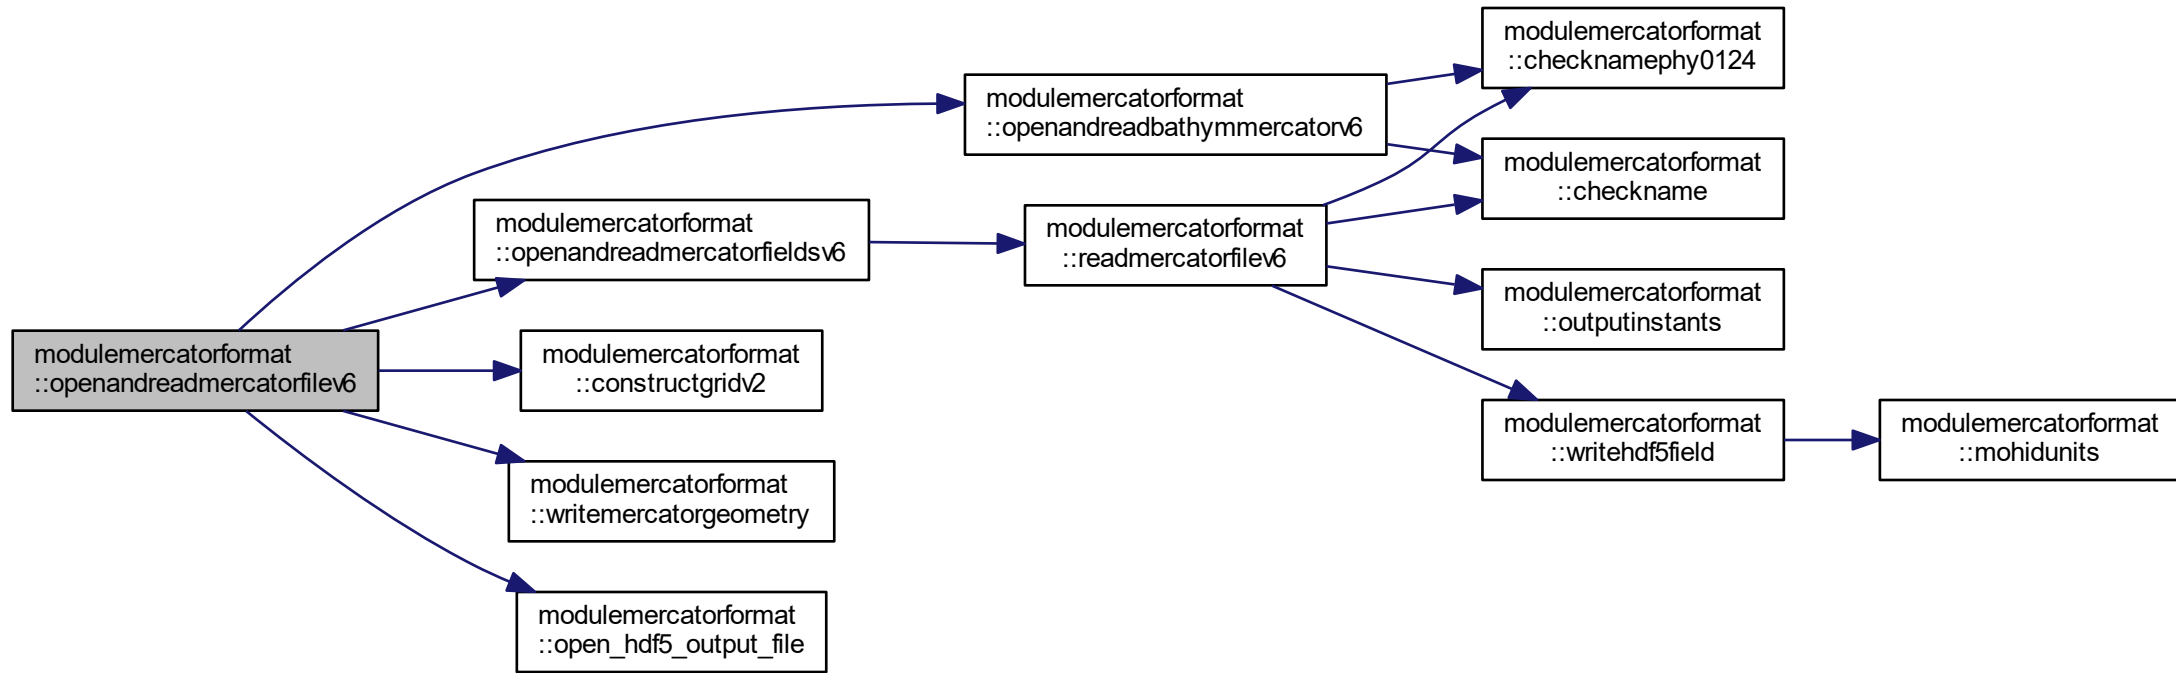 modulemercatorformat
::openandreadmercatorfilev6
modulemercatorformat
::openandreadbathymmercatorv6
modulemercatorformat
::checknamephy0124
modulemercatorformat
::checkname
modulemercatorformat
::openandreadmercatorfieldsv6
modulemercatorformat
::readmercatorfilev6
modulemercatorformat
::outputinstants
modulemercatorformat
::writehdf5field
modulemercatorformat
::mohidunits
modulemercatorformat
::constructgridv2
modulemercatorformat
::writemercatorgeometry
modulemercatorformat
::open_hdf5_output_file